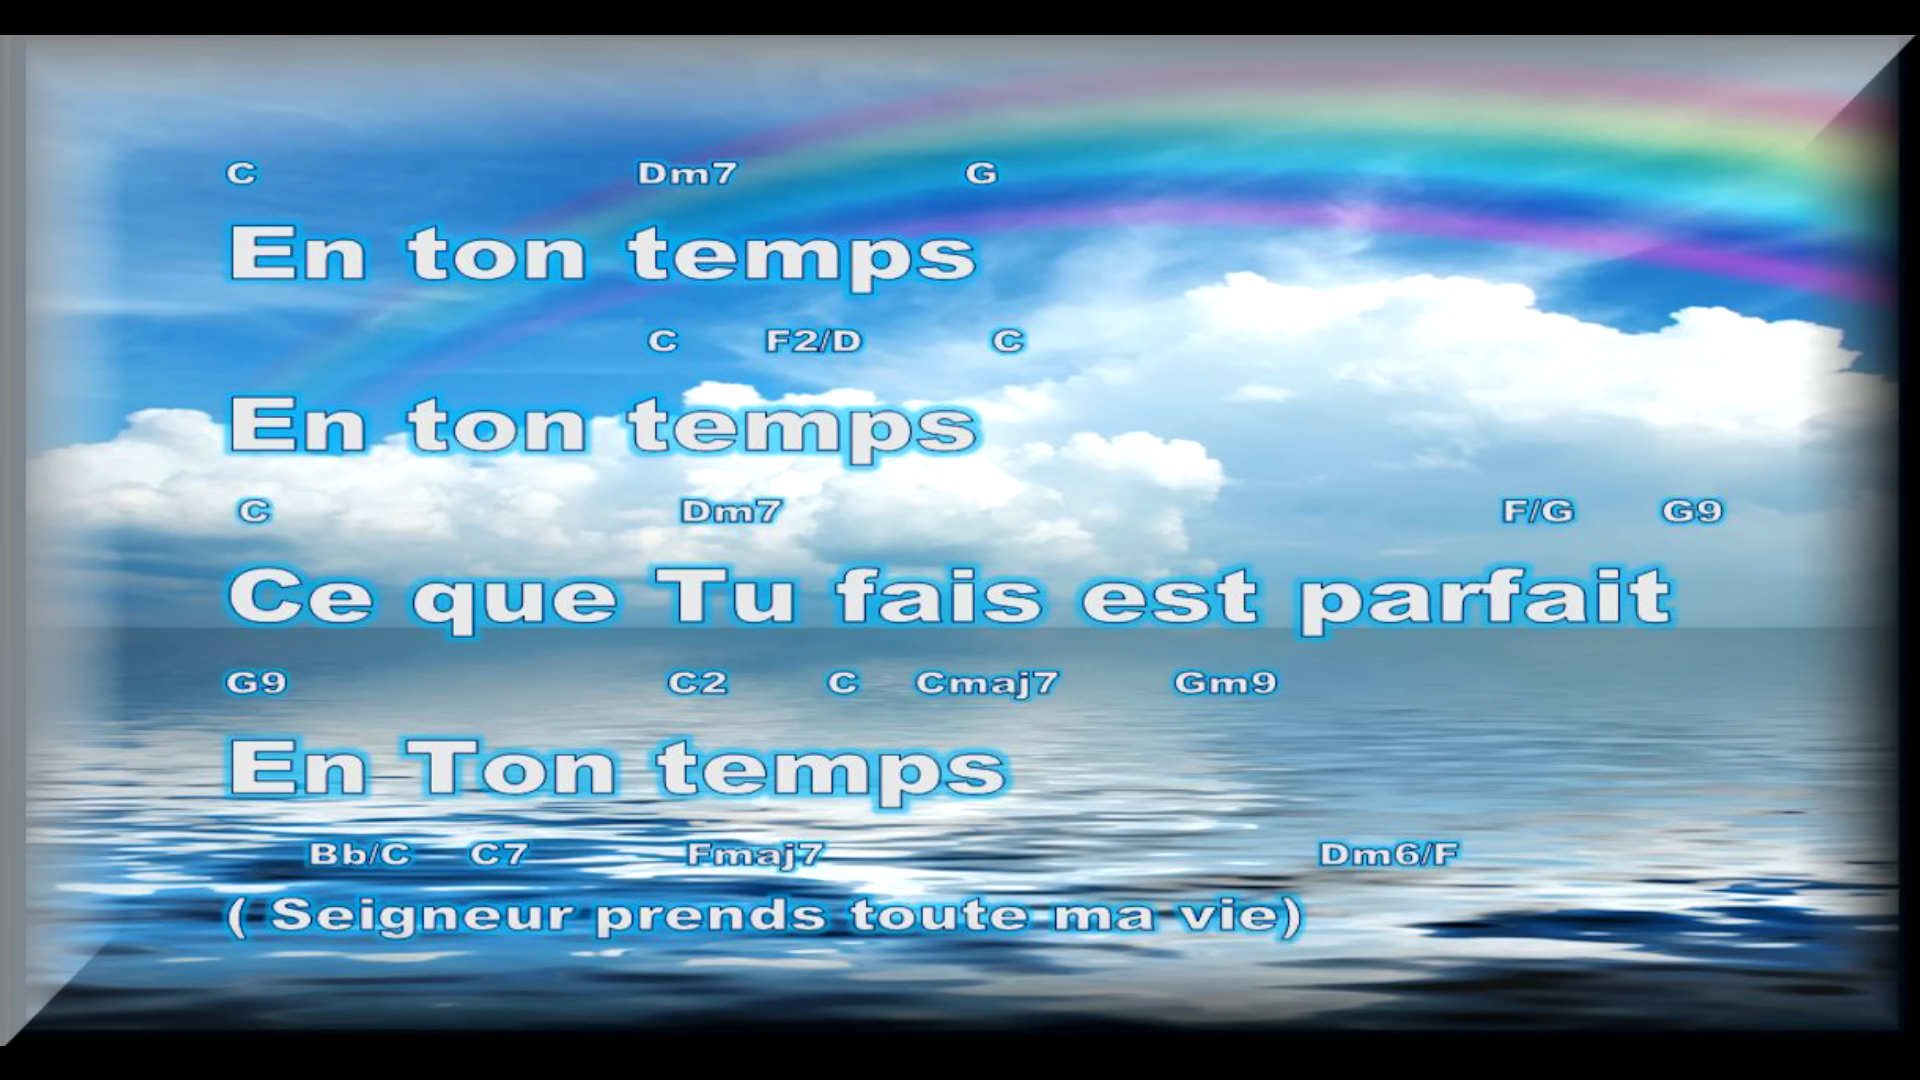 C Dm7 G
En ton temps
C F2/D C
En ton temps
C Dm7 F/G G9
Ce que Tu fais est parfait
G9 C2 C Cmaj7 Gm9
En Ton temps
Bb/C C7 Fmaj7 Dm6/F
( Seigneur prends toute ma vie)